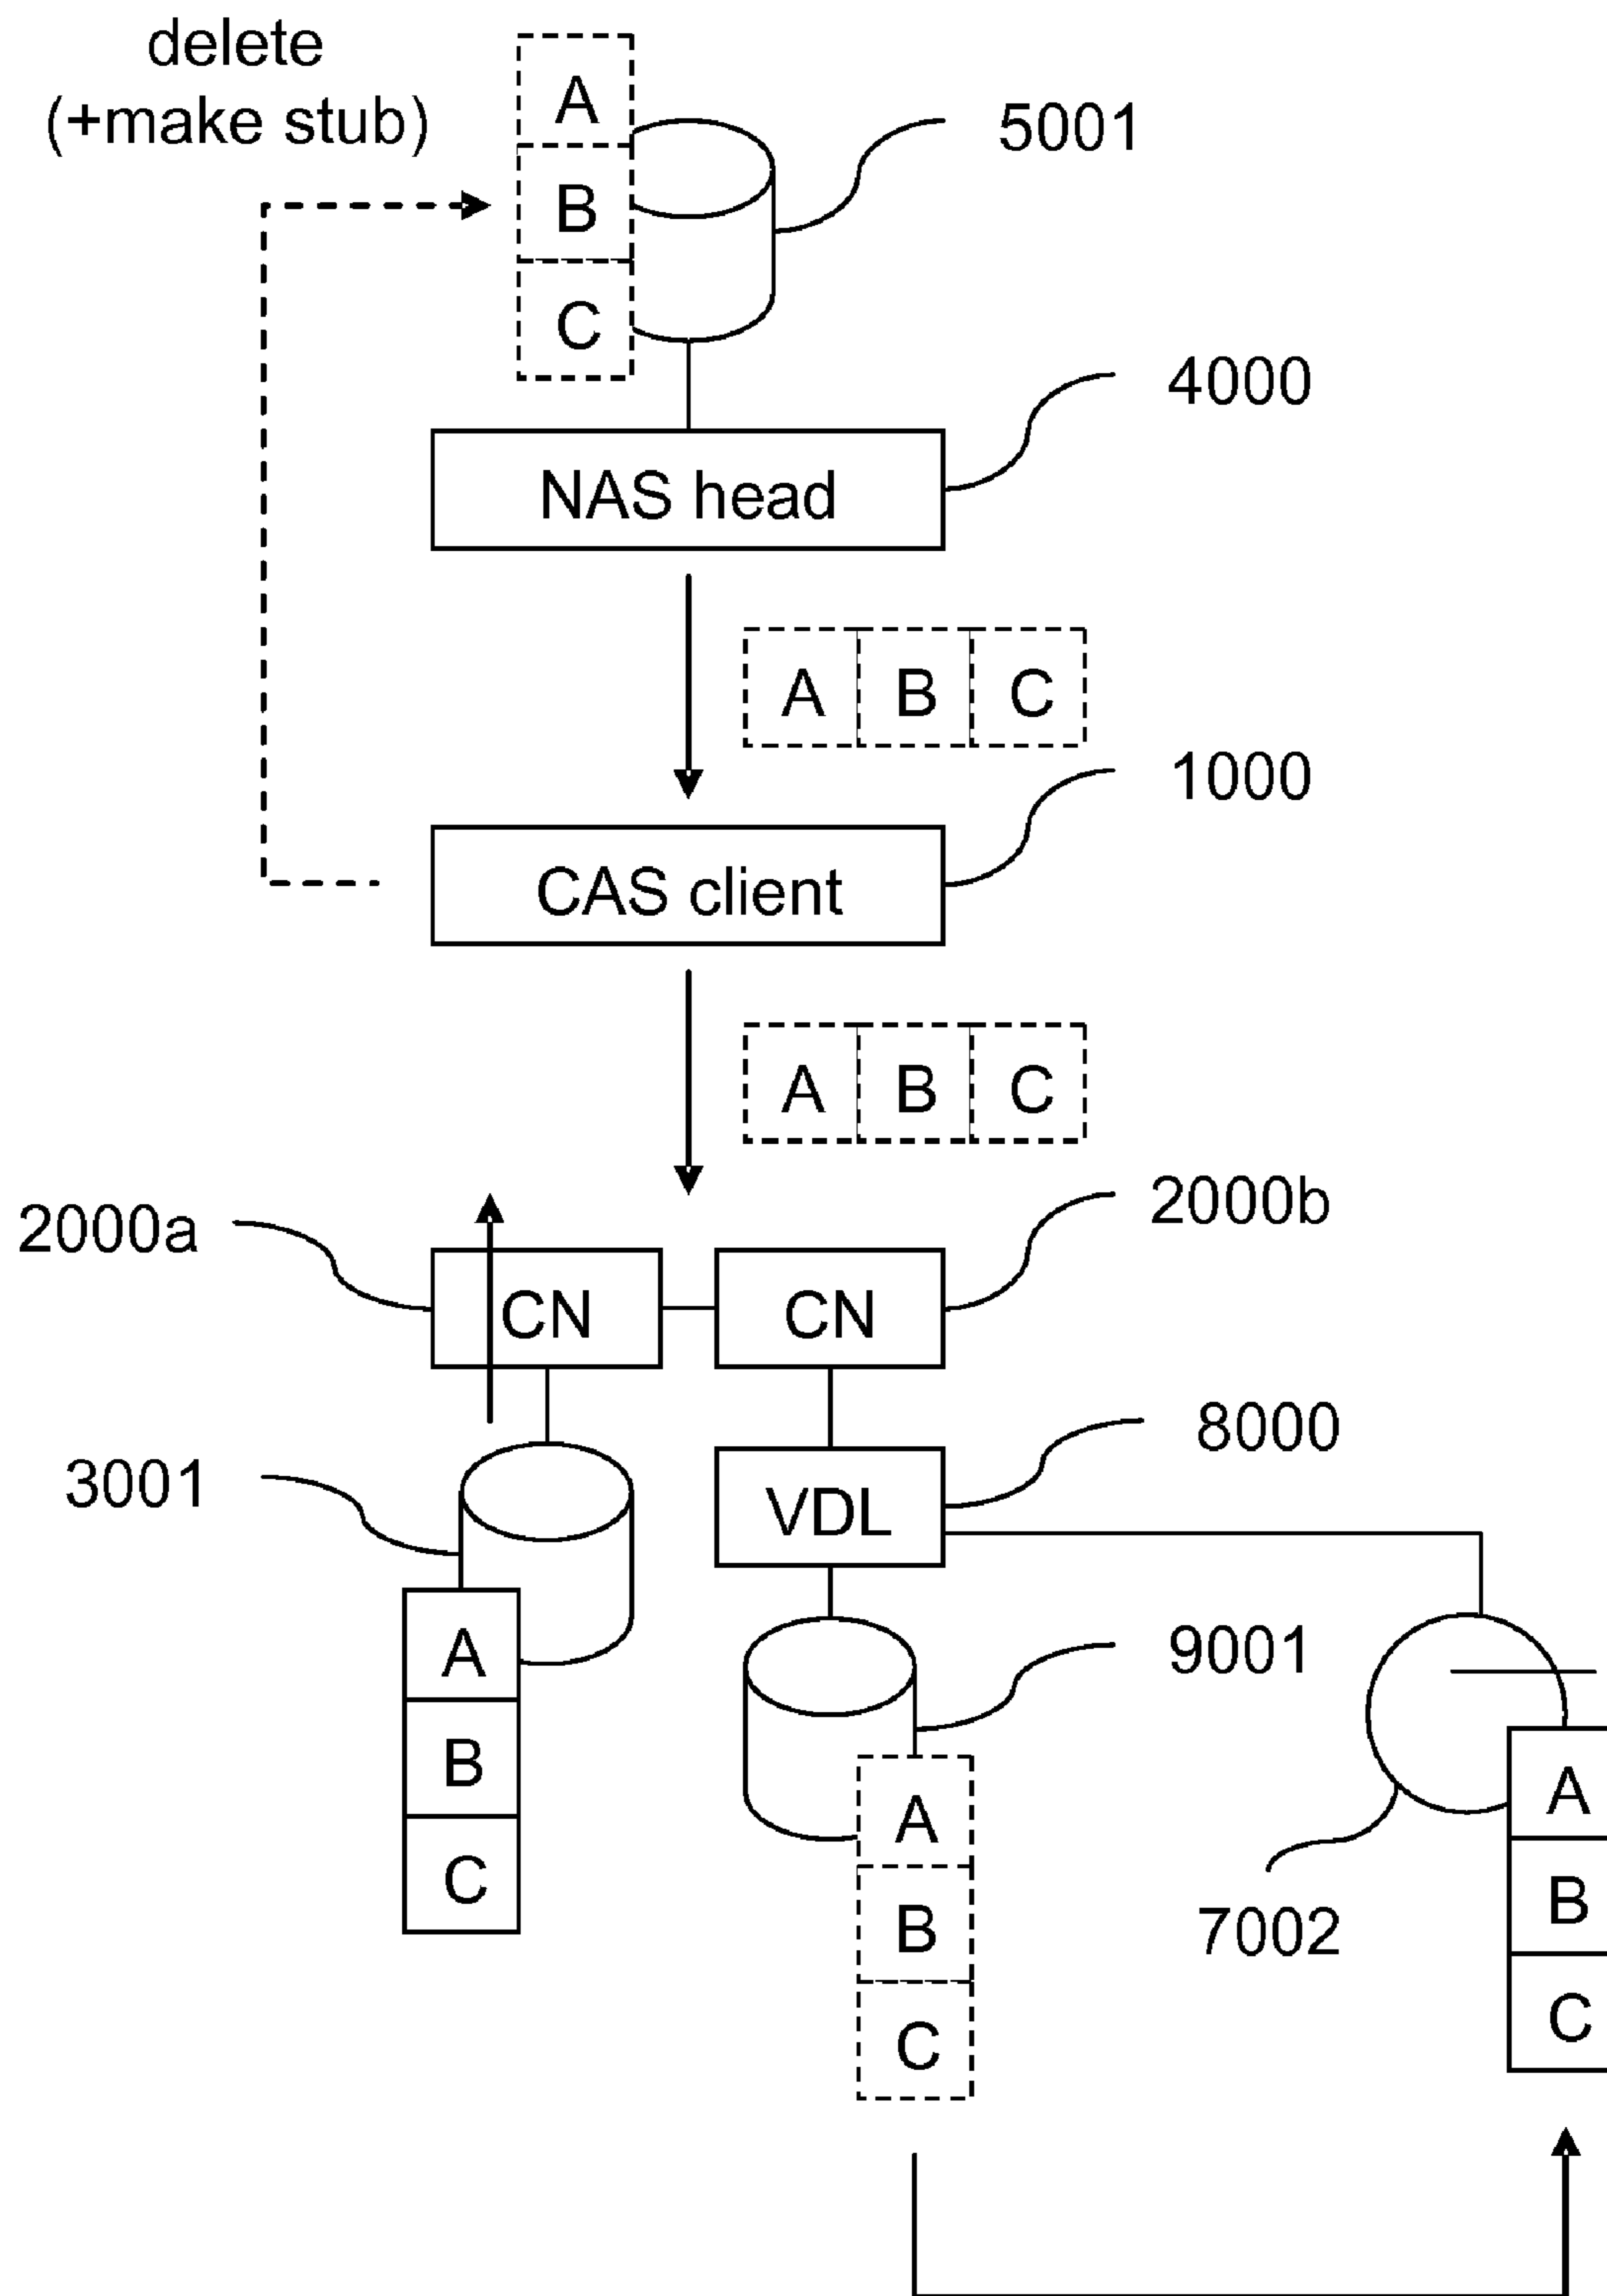 delete
(+make stub)
A
B
C
5001
4000
NAS head
A B C
1000
CAS client
A B C
2000a
2000b
CN
CN
8000
3001
VDL
9001
A
B
C
A
B
C
7002
A
B
C